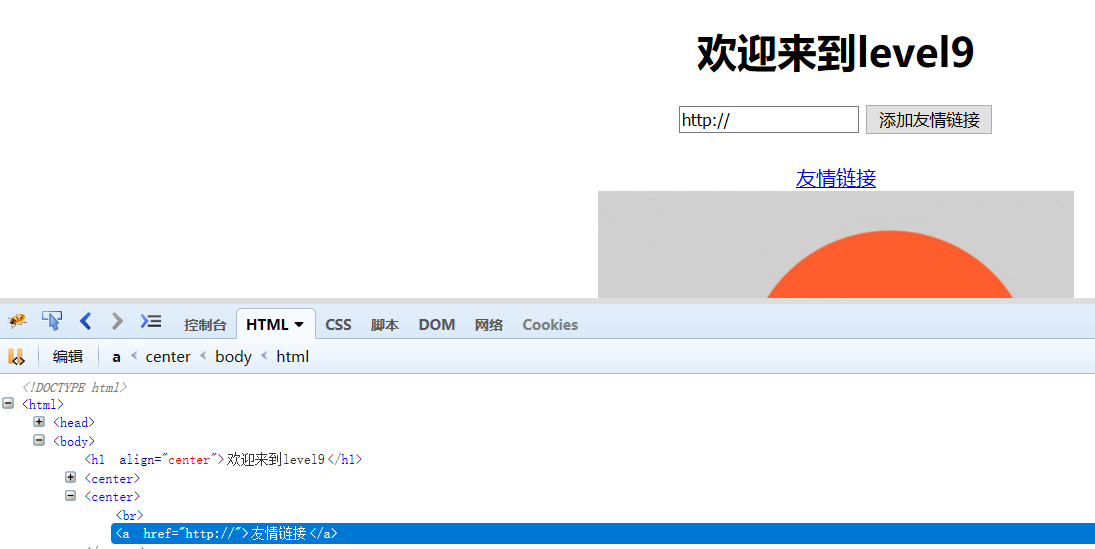 欢迎来到level9
http:// 添加友情链接
友情链接
控制台 HTML CSS 脚本 DOM 网络 Cookies
编辑 a < center < body < html
<!DOCTYPE html>
<html>
<head>
<body>
<h1 align="center">欢迎来到level9</h1>
<center>
<center>
<br>
<a href="http://">友情链接</a>